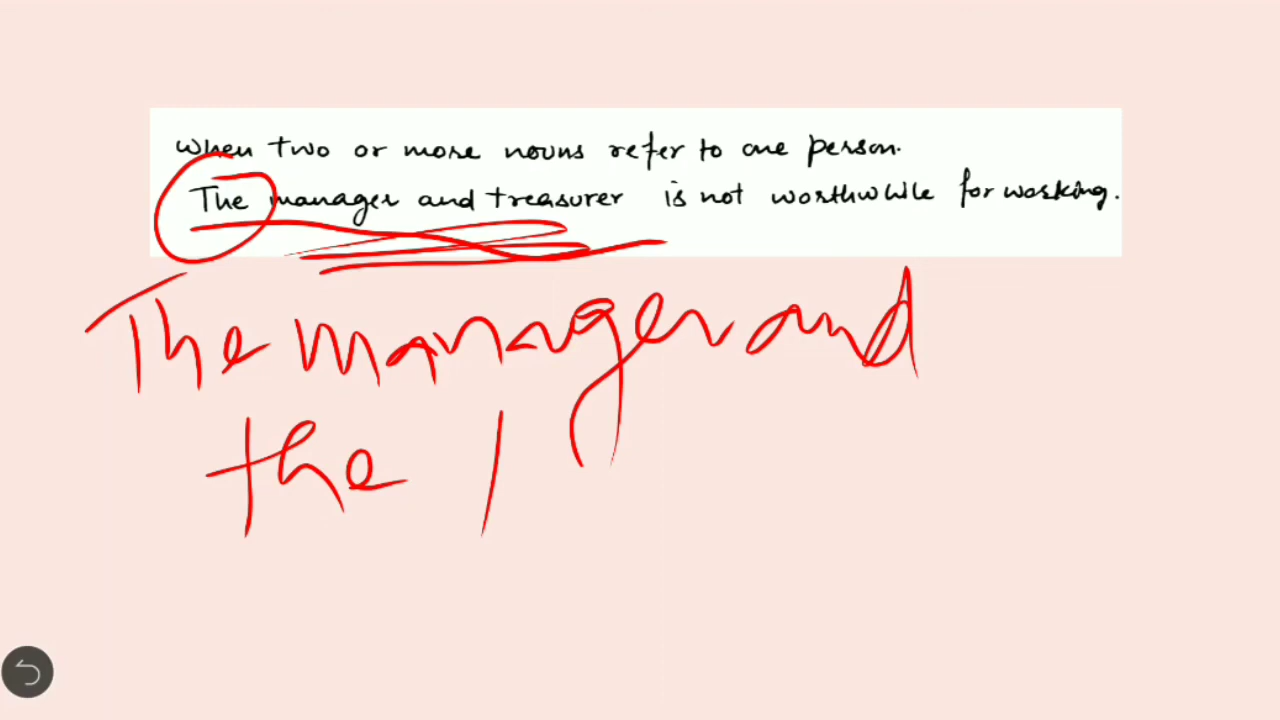 When two or more nouns refer to one person.
The manager and treasurer is not worthwhile for working.
The manager and
the